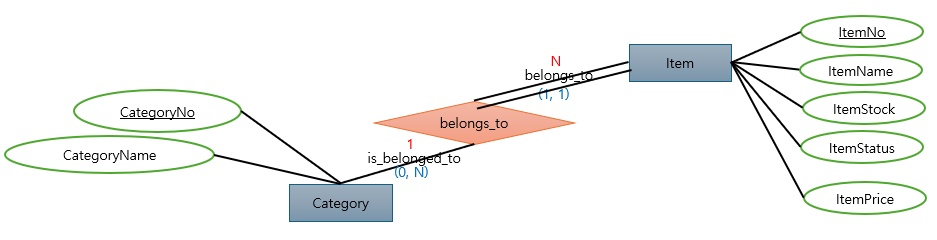 ItemNo
N
belongs_to
(1, 1)
Item
ItemName
ItemStock
CategoryNo
belongs_to
1
is_belonged_to
(0, N)
CategoryName
ItemStatus
Category
ItemPrice